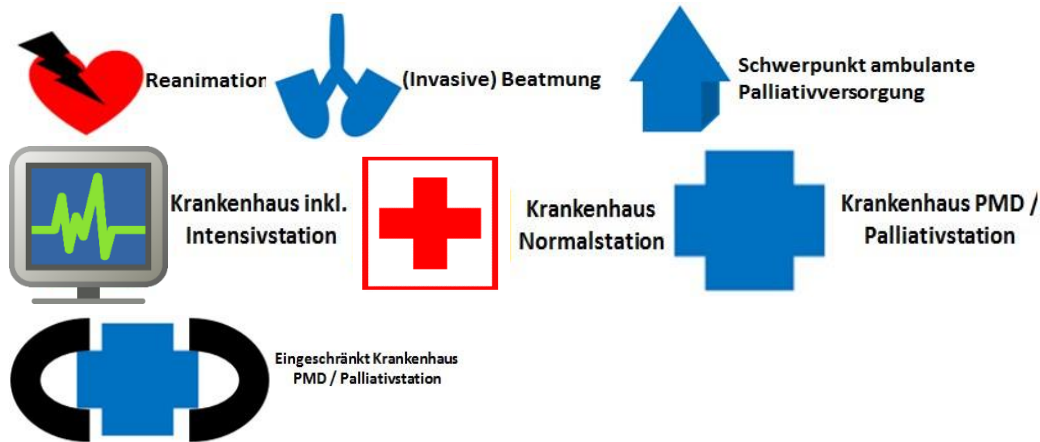 Reanimation
(Invasive) Beatmung
Schwerpunkt ambulante
Palliativversorgung
Krankenhaus inkl.
Intensivstation
Krankenhaus
Normalstation
Krankenhaus PMD /
Palliativstation
Eingeschränkt Krankenhaus
PMD / Palliativstation